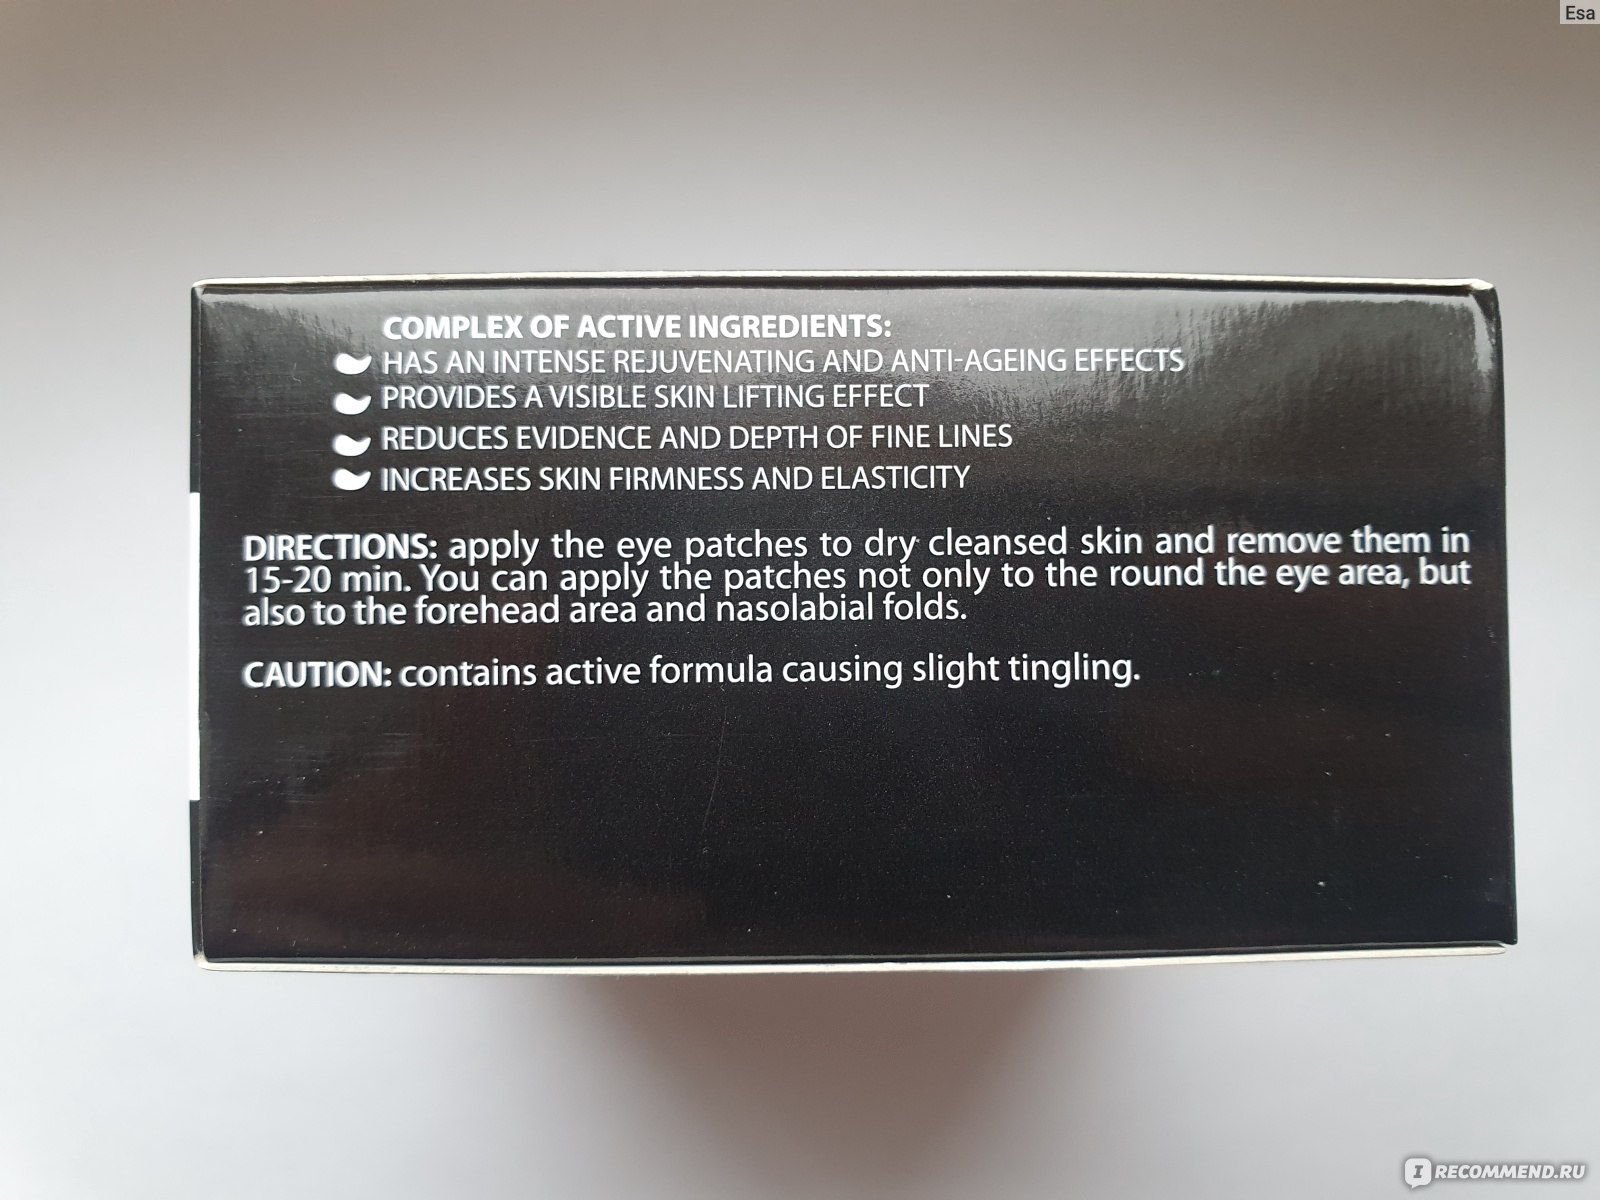 Esa
COMPLEX OF ACTIVE INGREDIENTS:
HAS AN INTENSE REJUVENATING AND ANTI-AGEING EFFECTS
PROVIDES A VISIBLE SKIN LIFTING EFFECT
REDUCES EVIDENCE AND DEPTH OF FINE LINES
INCREASES SKIN FIRMNESS AND ELASTICITY
DIRECTIONS: apply the eye patches to dry cleansed skin and remove them in
15-20 min. You can apply the patches not only to the round the eye area, but
also to the forehead area and nasolabial folds.
CAUTION: contains active formula causing slight tingling.
I RECOMMEND.RU